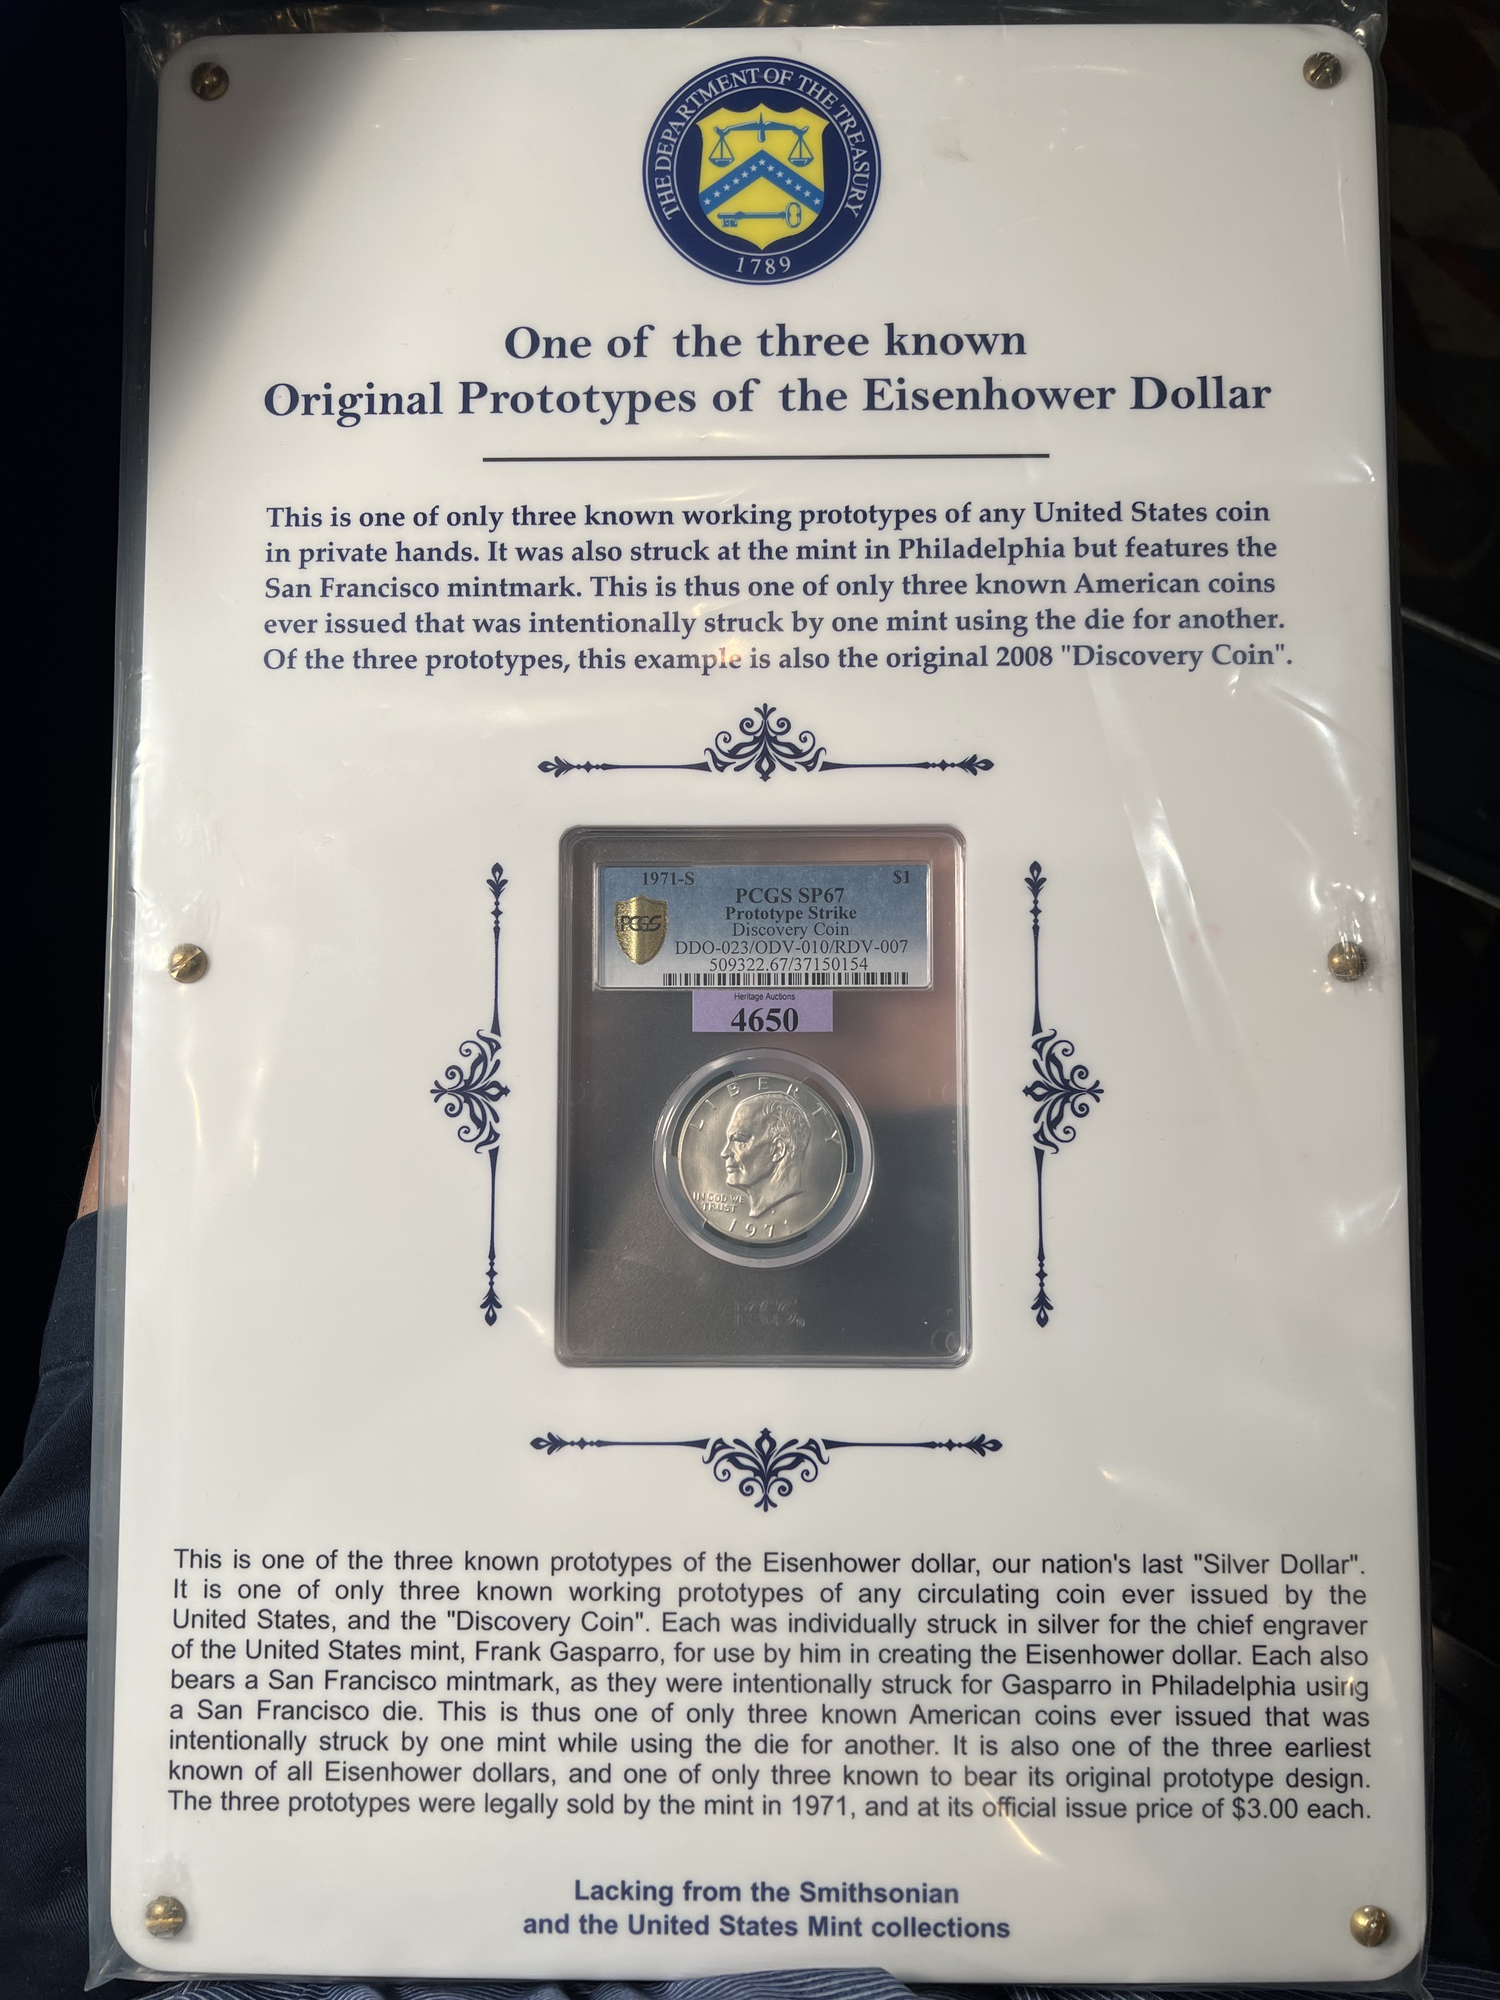 THE DEPARTMENT OF THE TREASURY
1789
One of the three known
Original Prototypes of the Eisenhower Dollar
This is one of only three known working prototypes of any United States coin
in private hands. It was also struck at the mint in Philadelphia but features the
San Francisco mintmark. This is thus one of only three known American coins
ever issued that was intentionally struck by one mint using the die for another.
Of the three prototypes, this example is also the original 2008 "Discovery Coin".
1971-S $1
PCGS SP67
Prototype Strike
PCGS
Discovery Coin
DDO-023/ODV-010/RDV-007
509322.67/37150154
Heritage Auctions
4650
LIBERTY
IN GOD WE
TRUST
197
This is one of the three known prototypes of the Eisenhower dollar, our nation's last "Silver Dollar".
It is one of only three known working prototypes of any circulating coin ever issued by the
United States, and the "Discovery Coin". Each was individually struck in silver for the chief engraver
of the United States mint, Frank Gasparro, for use by him in creating the Eisenhower dollar. Each also
bears a San Francisco mintmark, as they were intentionally struck for Gasparro in Philadelphia using
a San Francisco die. This is thus one of only three known American coins ever issued that was
intentionally struck by one mint while using the die for another. It is also one of the three earliest
known of all Eisenhower dollars, and one of only three known to bear its original prototype design.
The three prototypes were legally sold by the mint in 1971, and at its official issue price of $3.00 each.
Lacking from the Smithsonian
and the United States Mint collections